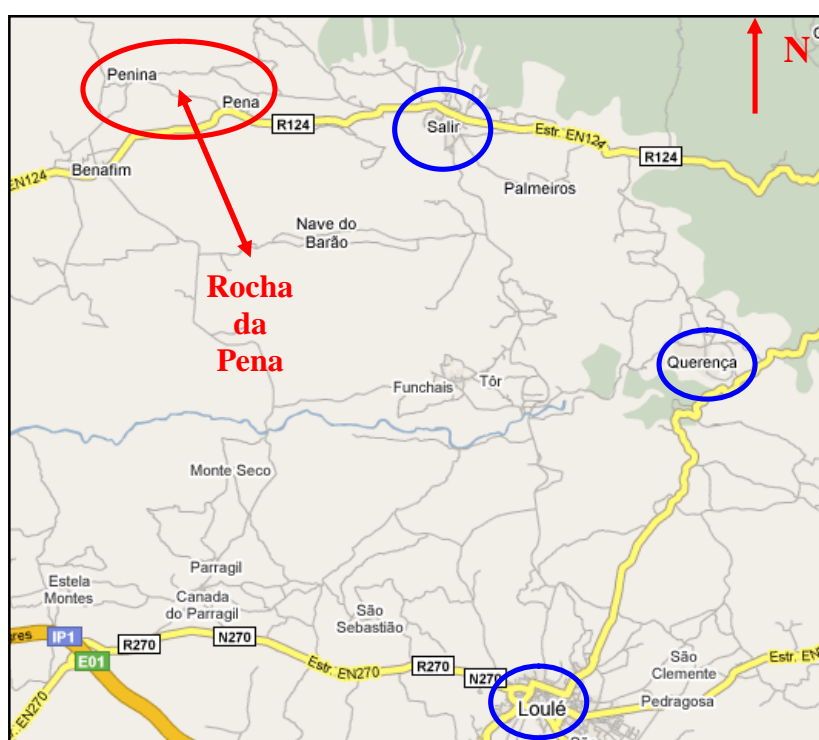 N
Penina
Pena
R124
Salir
Estr. EN124
R124
Benafim
EN124
Palmeiros
Nave do
Barão
Rocha
da
Pena
Querença
Funchais
Tôr
Monte Seco
Parragil
Estela
Montes
Canada
do Parragil
São
Sebastião
IP1
R270
N270
E01
Estr. EN270
R270
N270
EN270
São
Clemente
Estr. EN
Pedragosa
Loulé